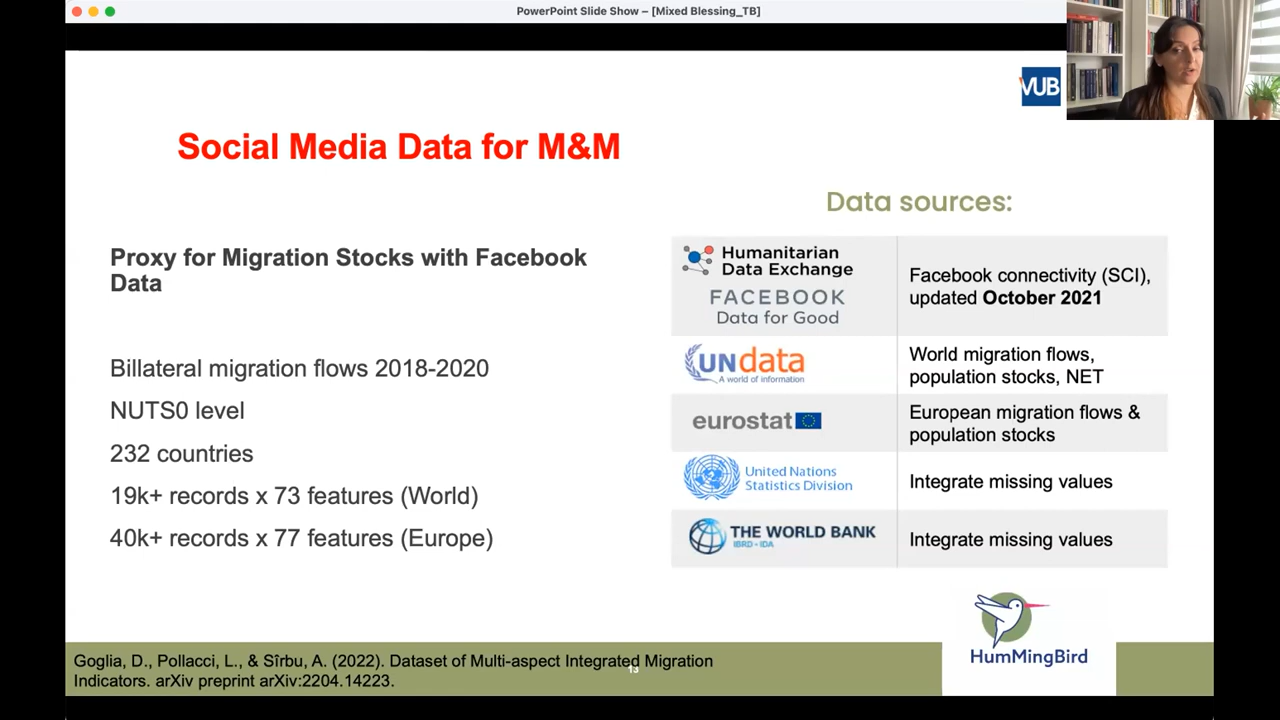 PowerPoint Slide Show – [Mixed Blessing_TB]
VUB
Social Media Data for M&M
Proxy for Migration Stocks with Facebook
Data
Billateral migration flows 2018-2020
NUTS0 level
232 countries
19k+ records x 73 features (World)
40k+ records x 77 features (Europe)
Data sources:
Humanitarian
Data Exchange
FACEBOOK
Data for Good
Facebook connectivity (SCI),
updated October 2021
UNdata
A world of information
World migration flows,
population stocks, NET
eurostat
European migration flows &
population stocks
United Nations
Statistics Division
Integrate missing values
THE WORLD BANK
IBRD - IDA
Integrate missing values
HumMingBird
Goglia, D., Pollacci, L., & Sîrbu, A. (2022). Dataset of Multi-aspect Integrated Migration
Indicators. arXiv preprint arXiv:2204.14223.
13